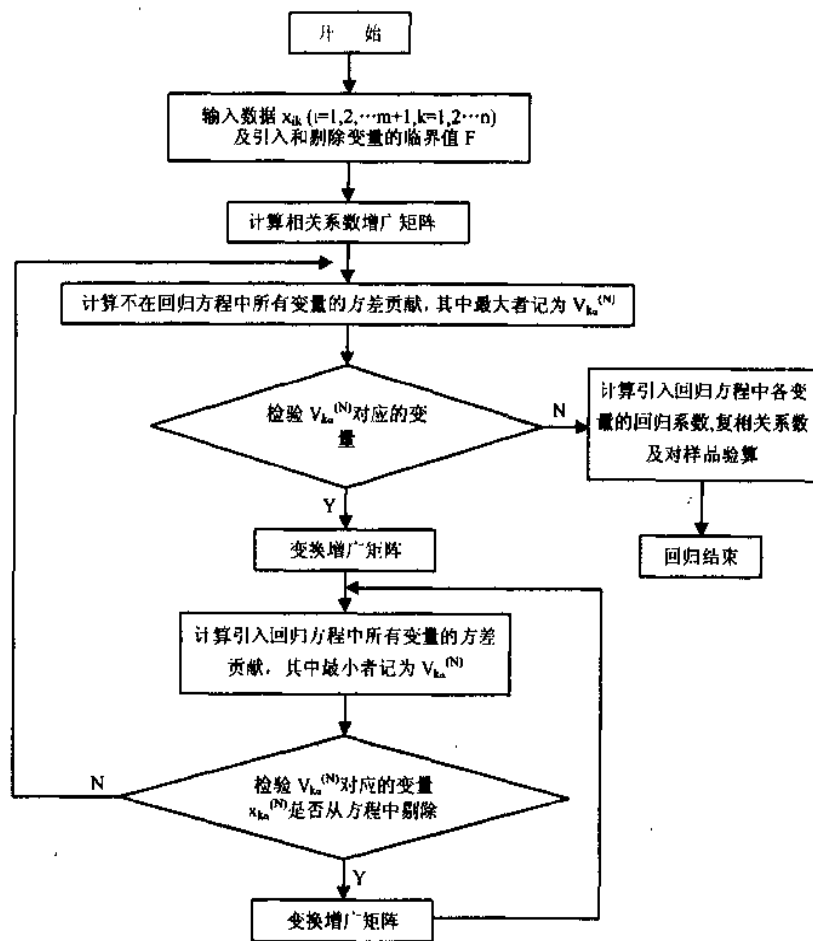 开 始
输入数据 x_ik (i=1,2,…m+1,k=1,2…n)
及引入和剔除变量的临界值 F
计算相关系数增广矩阵
计算不在回归方程中所有变量的方差贡献,其中最大者记为 V_ka^(N)
检验 V_ka^(N)对应的变
量
N
计算引入回归方程中各变
量的回归系数,复相关系数
及对样品验算
Y
变换增广矩阵
回归结束
计算引入回归方程中所有变量的方差
贡献, 其中最小者记为 V_ka^(N)
N
检验 V_ka^(N)对应的变量
x_ka^(N)是否从方程中剔除
Y
变换增广矩阵